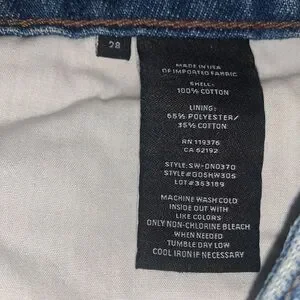 28
MADE IN USA
OF IMPORTED FABRIC
SHELL:
100% COTTON
LINING:
65% POLYESTER/
35% COTTON
RN 119376
CA 62192
STYLE: SW-DN0370
STYLE#005HW305
LOT#353189
MACHINE WASH COLD
INSIDE OUT WITH
LIKE COLORS
ONLY NON-CHLORINE BLEACH
WHEN NEEDED
TUMBLE DRY LOW
COOL IRON IF NECESSARY